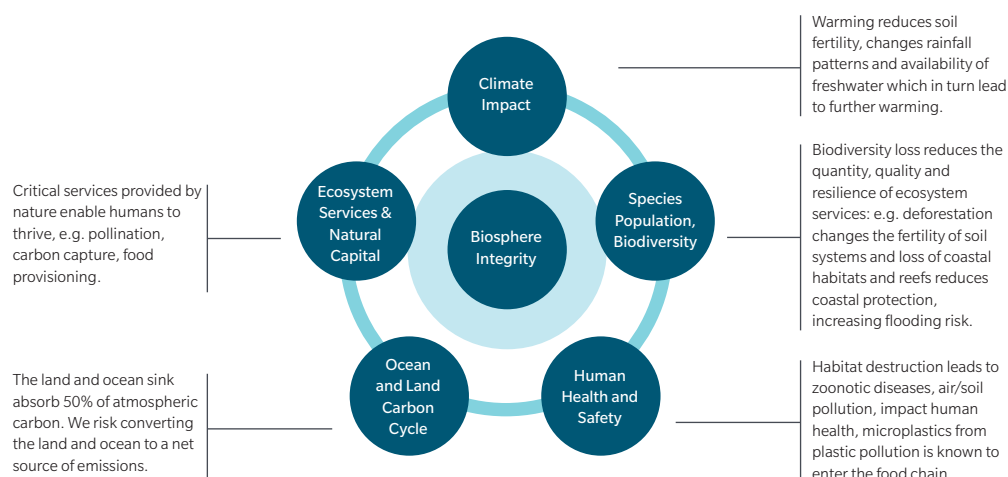 Climate
Impact
Warming reduces soil
fertility, changes rainfall
patterns and availability of
freshwater which in turn lead
to further warming.
Species
Population,
Biodiversity
Biodiversity loss reduces the
quantity, quality and
resilience of ecosystem
services: e.g. deforestation
changes the fertility of soil
systems and loss of coastal
habitats and reefs reduces
coastal protection,
increasing flooding risk.
Human
Health and
Safety
Habitat destruction leads to
zoonotic diseases, air/soil
pollution, impact human
health, microplastics from
plastic pollution is known to
enter the food chain
Ocean
and Land
Carbon
Cycle
The land and ocean sink
absorb 50% of atmospheric
carbon. We risk converting
the land and ocean to a net
source of emissions.
Ecosystem
Services &
Natural
Capital
Critical services provided by
nature enable humans to
thrive, e.g. pollination,
carbon capture, food
provisioning.
Biosphere
Integrity